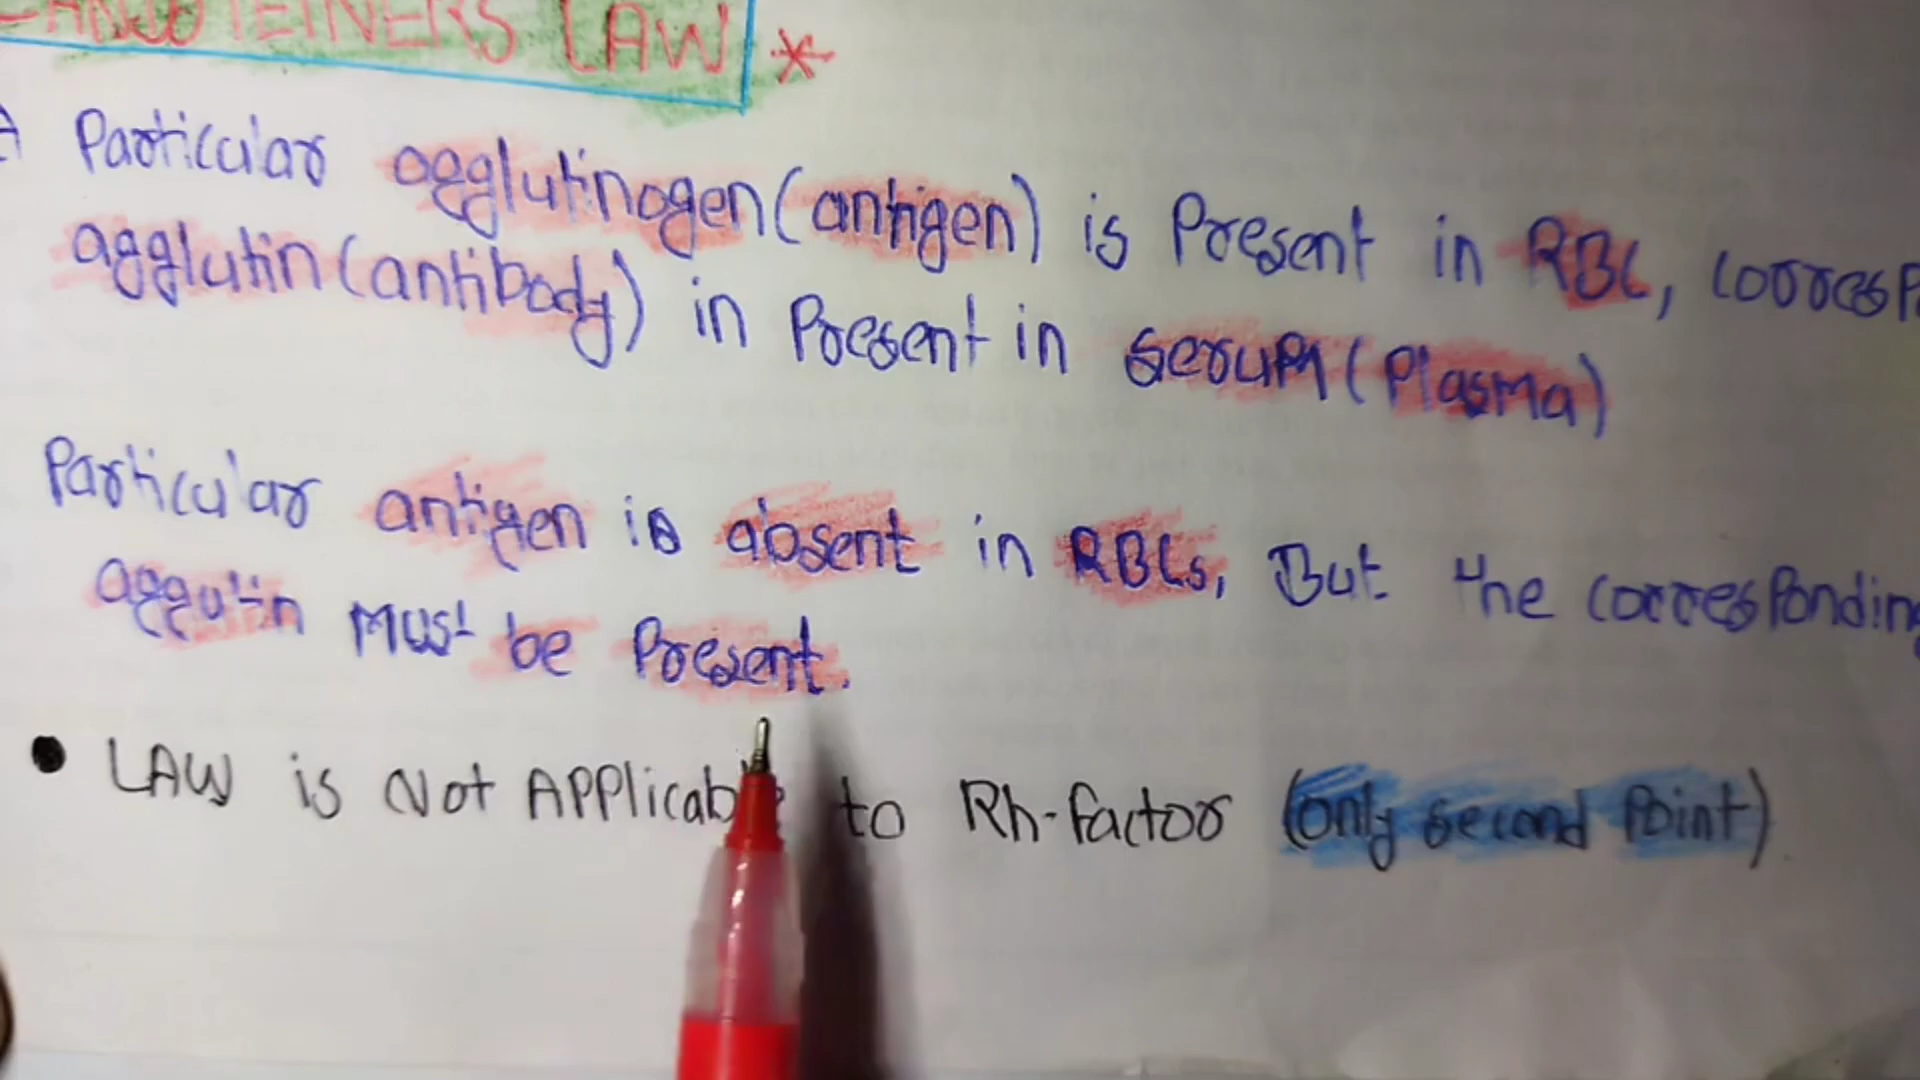 LANDSTEINERS LAW *
Particular agglutinogen (antigen) is Present in RBC, corresp
agglutin (antibody) in Present in serum (Plasma)
Particular antigen is absent in RBCs, But the corresponding
aggutin Must be Present.
• LAW is Not Applicable to Rh-factor (only second Point)